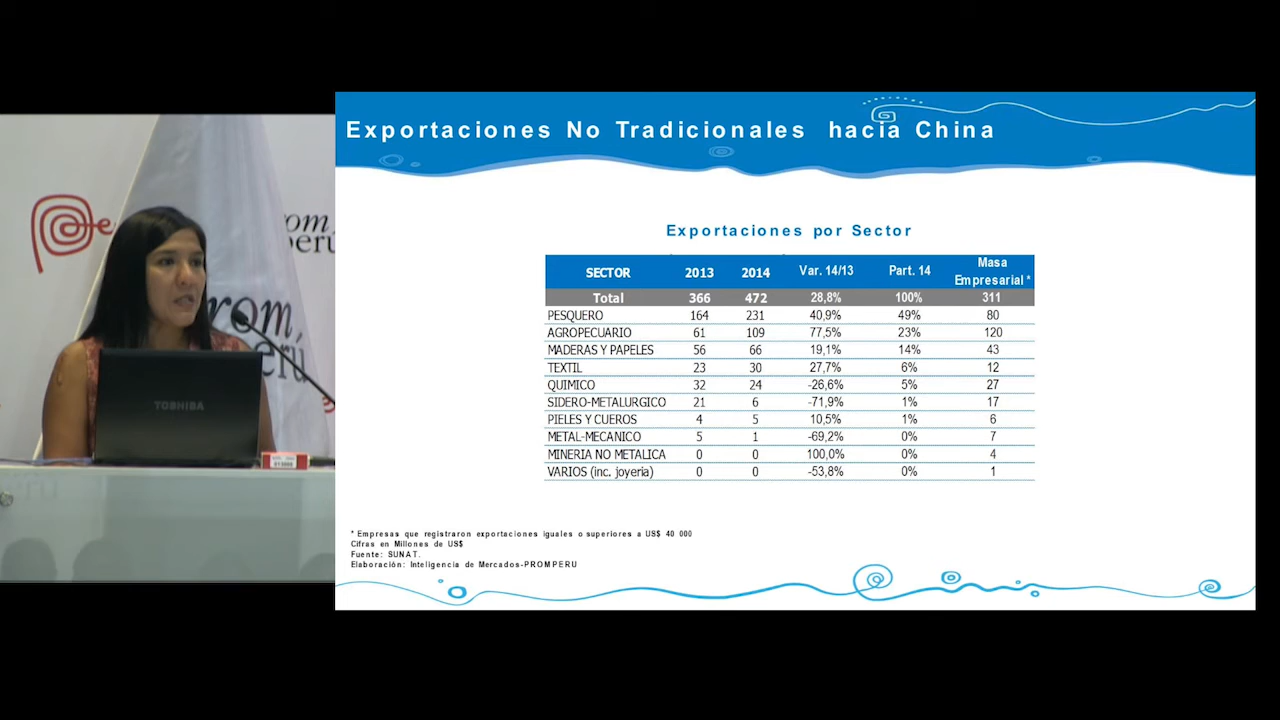 Exportaciones No Tradicionales hacia China
Exportaciones por Sector
SECTOR 2013 2014 Var. 14/13 Part. 14 Masa Empresarial *
Total 366 472 28,8% 100% 311
PESQUERO 164 231 40,9% 49% 80
AGROPECUARIO 61 109 77,5% 23% 120
MADERAS Y PAPELES 56 66 19,1% 14% 43
TEXTIL 23 30 27,7% 6% 12
QUIMICO 32 24 -26,6% 5% 27
SIDERO-METALURGICO 21 6 -71,9% 1% 17
PIELES Y CUEROS 4 5 10,5% 1% 6
METAL-MECANICO 5 1 -69,2% 0% 7
MINERIA NO METALICA 0 0 100,0% 0% 4
VARIOS (inc. joyeria) 0 0 -53,8% 0% 1
* Empresas que registraron exportaciones iguales o superiores a US$ 40 000
Cifras en Millones de US$
Fuente: SUNAT.
Elaboración: Inteligencia de Mercados-PROMPERU
Pe
rom
perú
rom,
perú
TOSHIBA